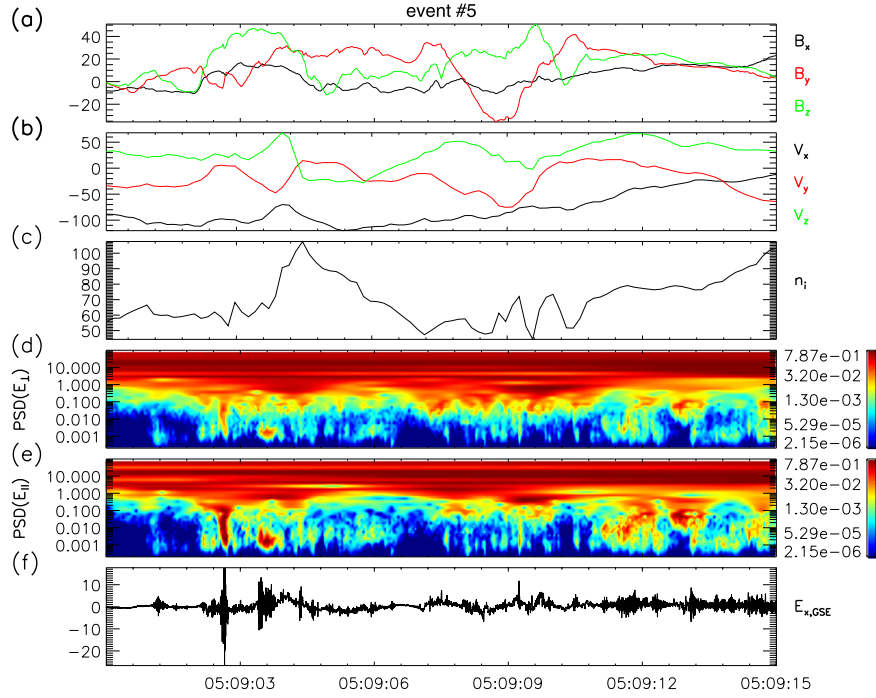 event #5
(a)
40
20
0
−20
Bx
By
Bz
(b)
50
0
−50
−100
Vx
Vy
Vz
(c)
100
90
80
70
60
50
ni
(d)
PSD(E⊥)
10.000
1.000
0.100
0.010
0.001
7.87e−01
3.20e−02
1.30e−03
5.29e−05
2.15e−06
(e)
PSD(E||)
10.000
1.000
0.100
0.010
0.001
7.87e−01
3.20e−02
1.30e−03
5.29e−05
2.15e−06
(f)
10
0
−10
−20
Ex,GSE
05:09:03 05:09:06 05:09:09 05:09:12 05:09:15